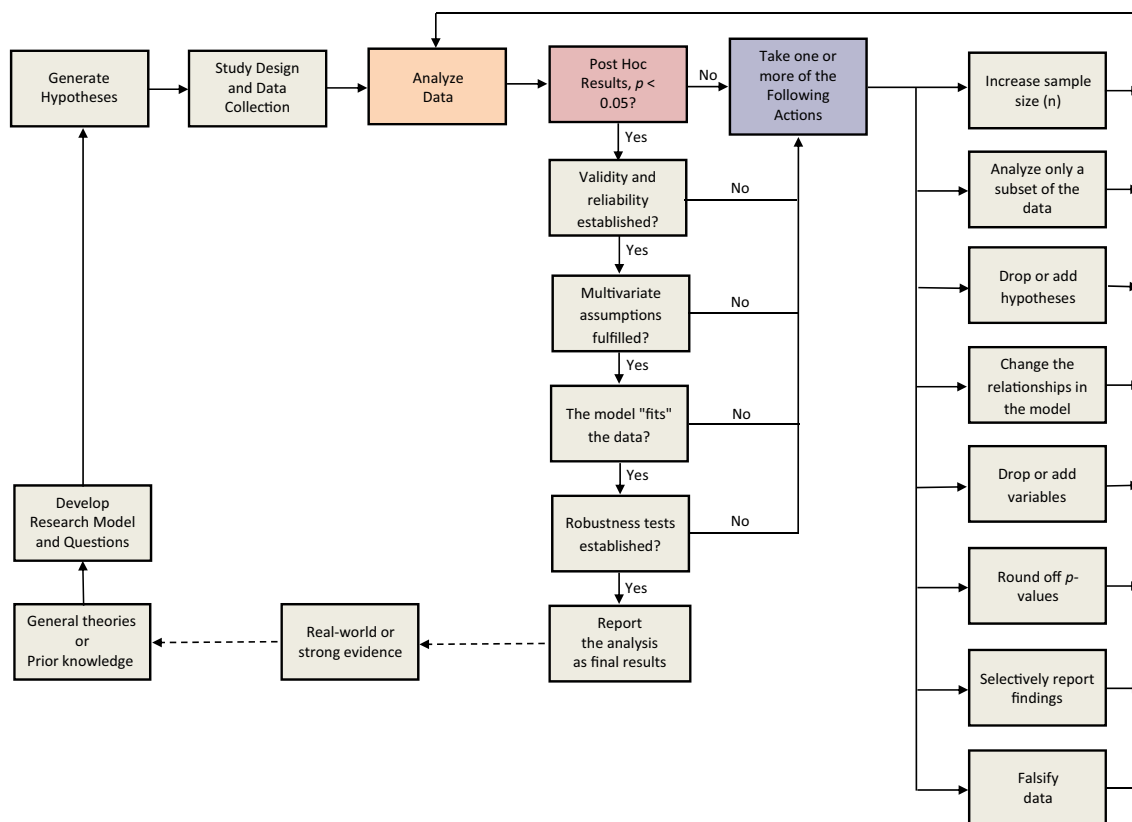 Generate
Hypotheses
Study Design
and Data
Collection
Analyze
Data
Post Hoc
Results, p <
0.05?
No
Take one or
more of the
Following
Actions
Increase sample
size (n)
Yes
Validity and
reliability
established?
No
Analyze only a
subset of the
data
Yes
Multivariate
assumptions
fulfilled?
No
Drop or add
hypotheses
Yes
The model "fits"
the data?
No
Change the
relationships in
the model
Yes
Robustness tests
established?
No
Drop or add
variables
Develop
Research Model
and Questions
Yes
Round off p-
values
General theories
or
Prior knowledge
Real-world or
strong evidence
Report
the analysis
as final results
Selectively report
findings
Falsify
data